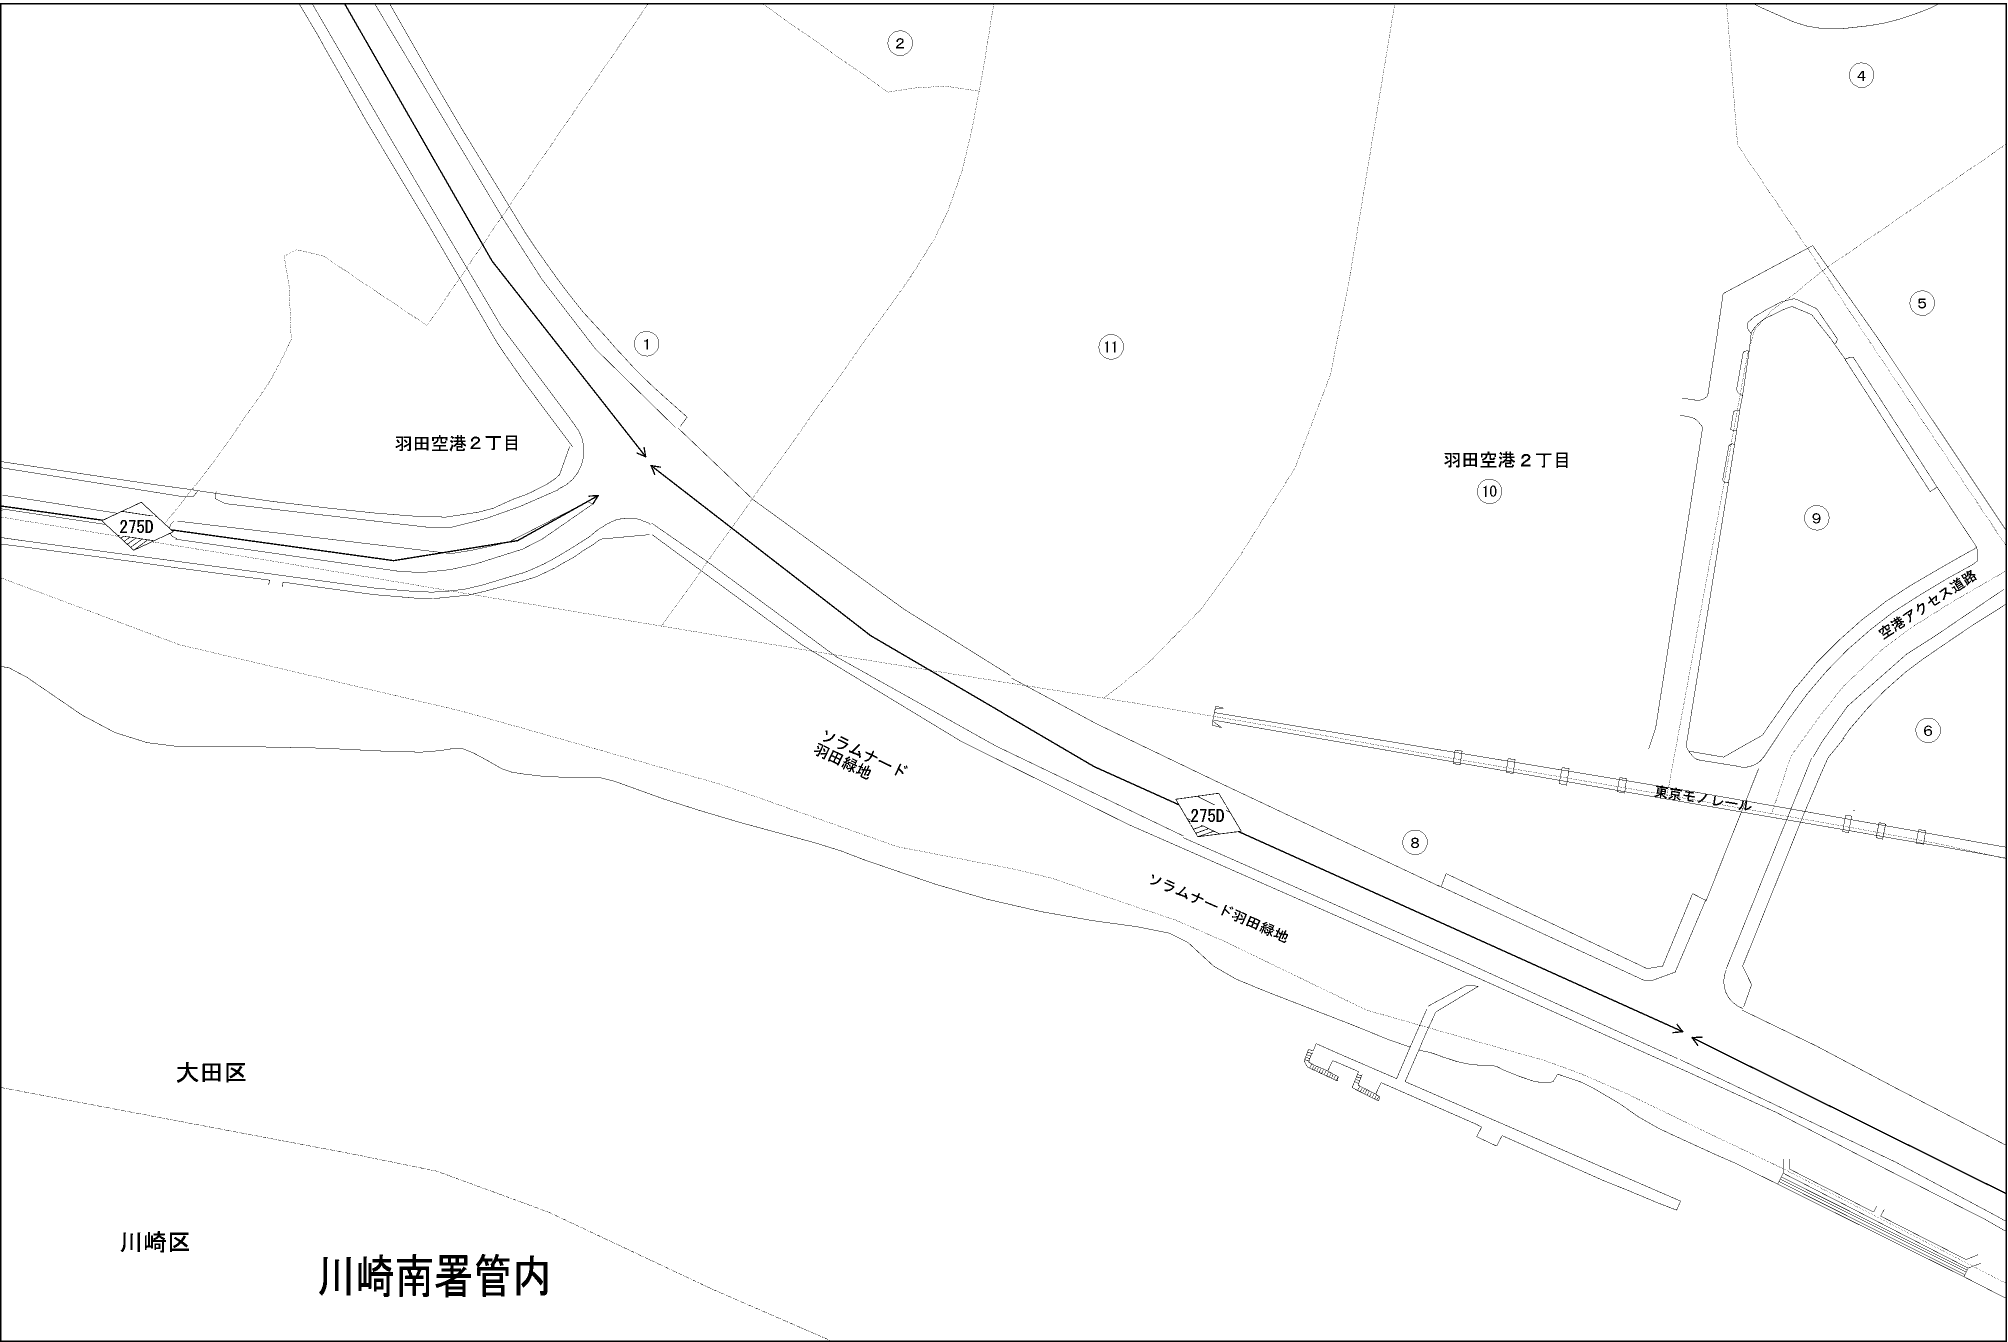 ②
④
⑤
①
⑪
羽田空港２丁目
羽田空港２丁目
⑩
⑨
275D
空港アクセス道路
⑥
ソラムナード
羽田緑地
東京モノレール
275D
⑧
ソラムナード羽田緑地
大田区
川崎区
川崎南署管内